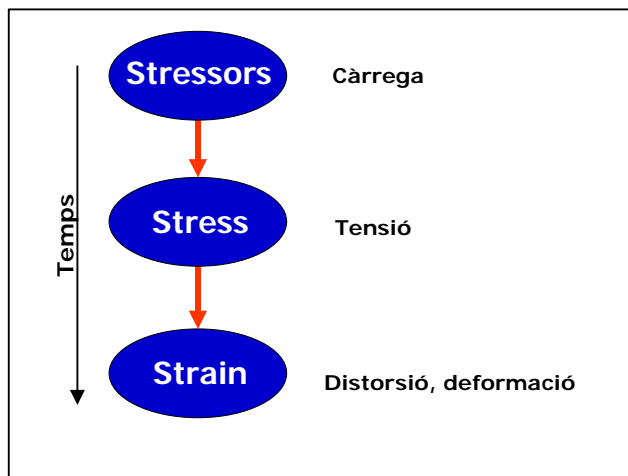 Stressors
Càrrega
Temps
Stress
Tensió
Strain
Distorsió, deformació